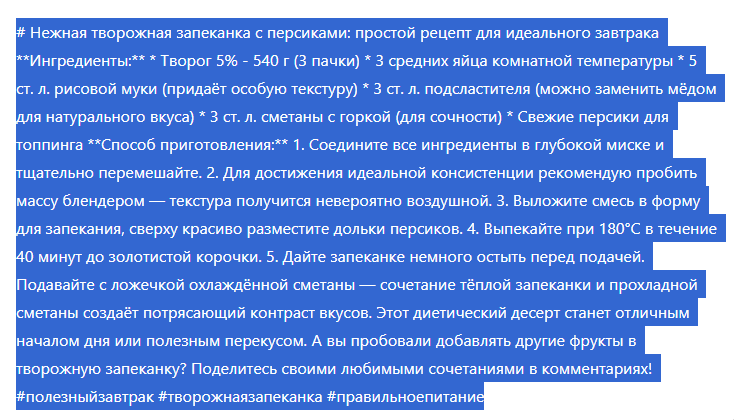 # Нежная творожная запеканка с персиками: простой рецепт для идеального завтрака
**Ингредиенты:** * Творог 5% - 540 г (3 пачки) * 3 средних яйца комнатной температуры * 5
ст. л. рисовой муки (придаёт особую текстуру) * 3 ст. л. подсластителя (можно заменить мёдом
для натурального вкуса) * 3 ст. л. сметаны с горкой (для сочности) * Свежие персики для
топпинга **Способ приготовления:** 1. Соедините все ингредиенты в глубокой миске и
тщательно перемешайте. 2. Для достижения идеальной консистенции рекомендую пробить
массу блендером — текстура получится невероятно воздушной. 3. Выложите смесь в форму
для запекания, сверху красиво разместите дольки персиков. 4. Выпекайте при 180°C в течение
40 минут до золотистой корочки. 5. Дайте запеканке немного остыть перед подачей.
Подавайте с ложечкой охлаждённой сметаны — сочетание тёплой запеканки и прохладной
сметаны создаёт потрясающий контраст вкусов. Этот диетический десерт станет отличным
началом дня или полезным перекусом. А вы пробовали добавлять другие фрукты в
творожную запеканку? Поделитесь своими любимыми сочетаниями в комментариях!
#полезныйзавтрак #творожнаязапеканка #правильноепитание